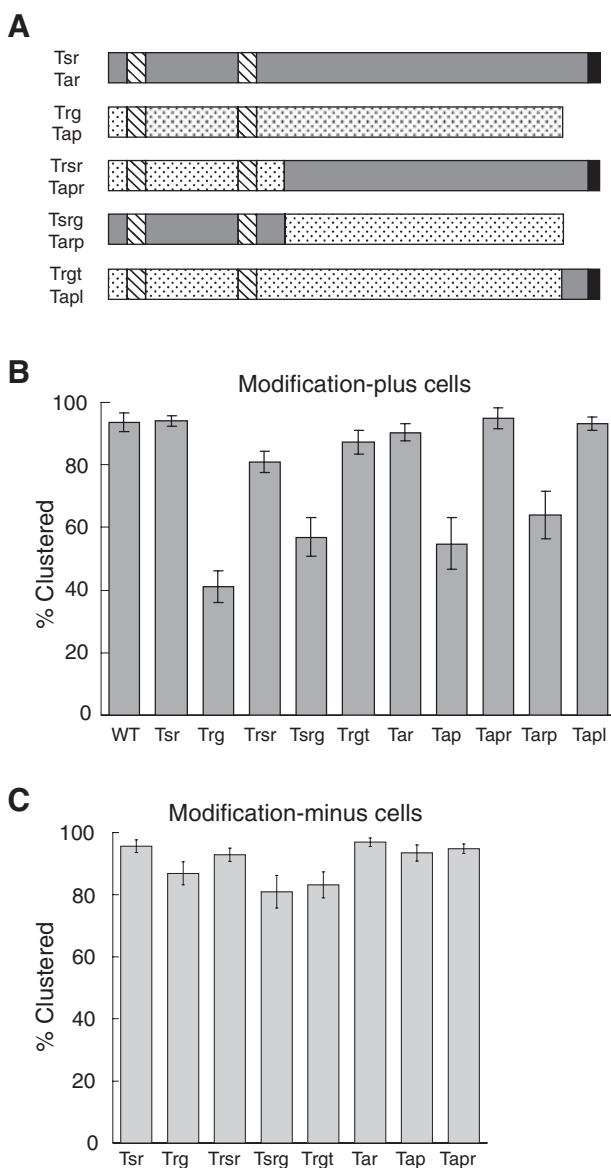 A
Tsr
Tar
Trg
Tap
Trsr
Tapr
Tsrg
Tarp
Trgt
Tapl
B
Modification-plus cells
% Clustered
100
80
60
40
20
0
WT Tsr Trg Trsr Tsrg Trgt Tar Tap Tapr Tarp Tapl
C
Modification-minus cells
% Clustered
100
80
60
40
20
0
Tsr Trg Trsr Tsrg Trgt Tar Tap Tapr